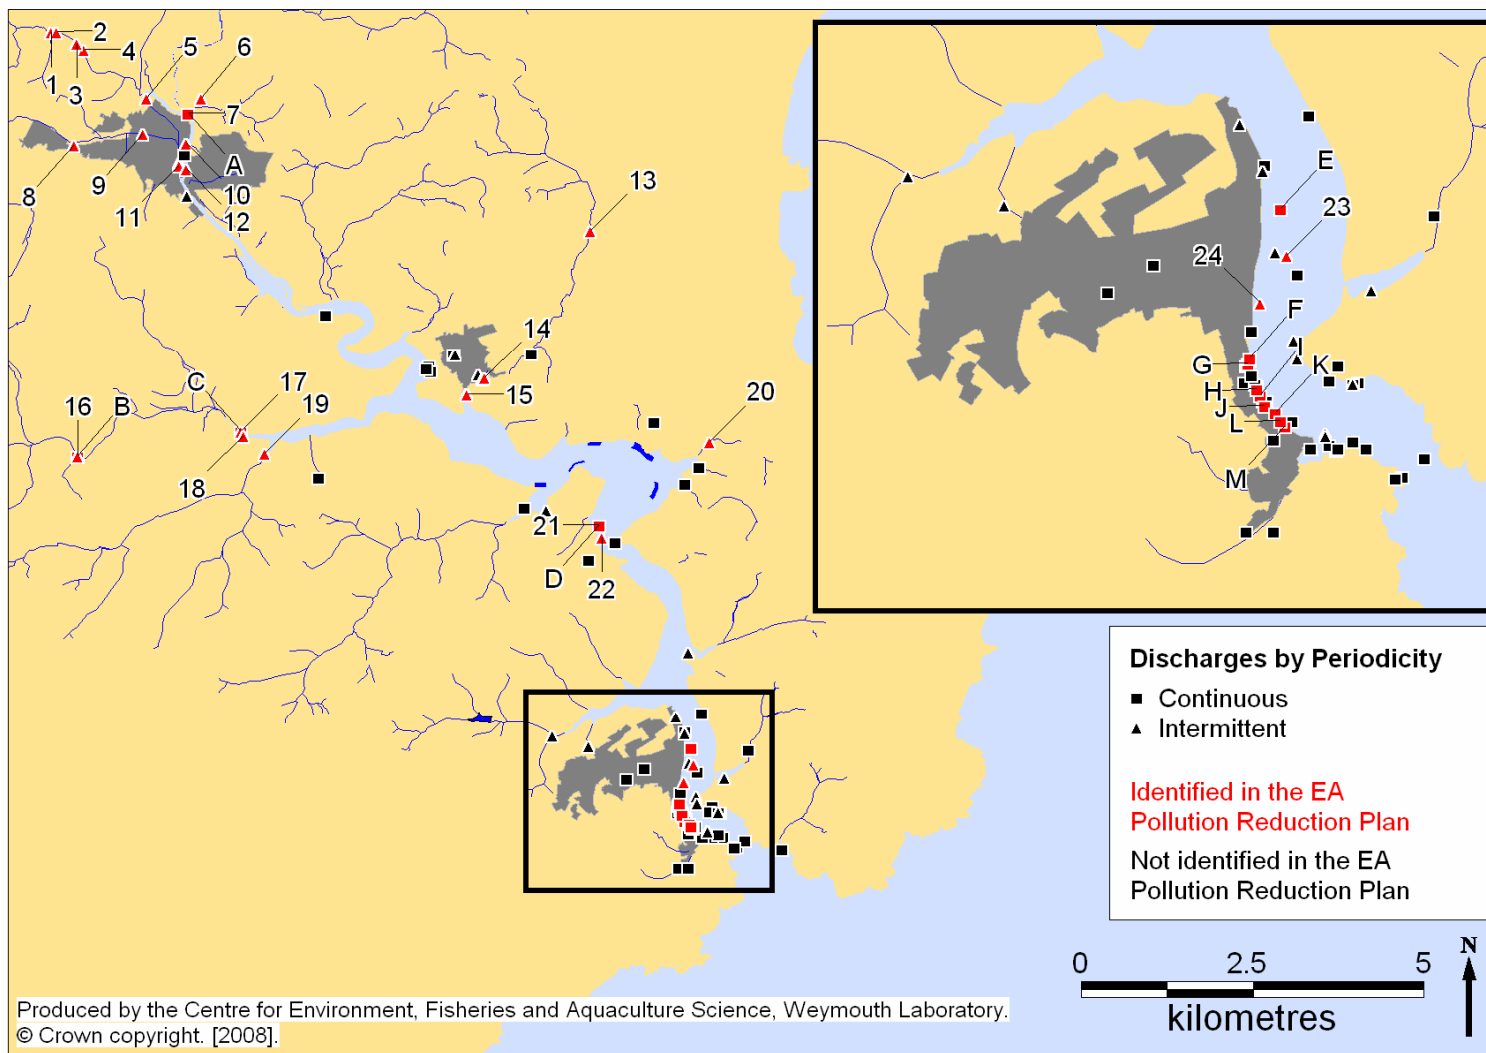 1
2
3
4
5
6
7
A
8
9
10
11
12
13
14
15
16
B
C
17
18
19
20
21
D
22
E
23
24
F
G
I
H
K
J
L
M
Discharges by Periodicity
Continuous
Intermittent
Identified in the EA
Pollution Reduction Plan
Not identified in the EA
Pollution Reduction Plan
0 2.5 5
kilometres
N
Produced by the Centre for Environment, Fisheries and Aquaculture Science, Weymouth Laboratory.
© Crown copyright. [2008].